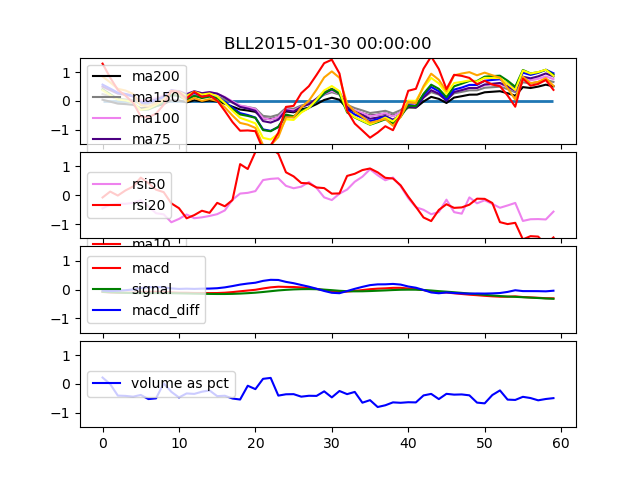 BLL2015-01-30 00:00:00
1
0
−1
ma200
ma150
ma100
ma75
1
0
−1
rsi50
rsi20
ma10
1
0
−1
macd
signal
macd_diff
1
0
−1
volume as pct
0 10 20 30 40 50 60